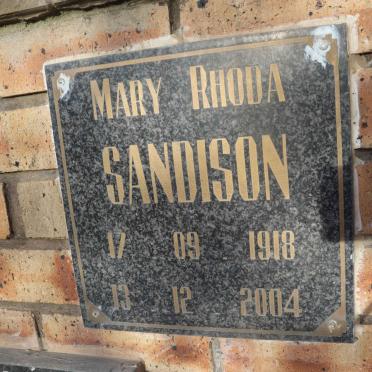 MARY RHODA
SANDISON
17 09 1918
13 12 2004